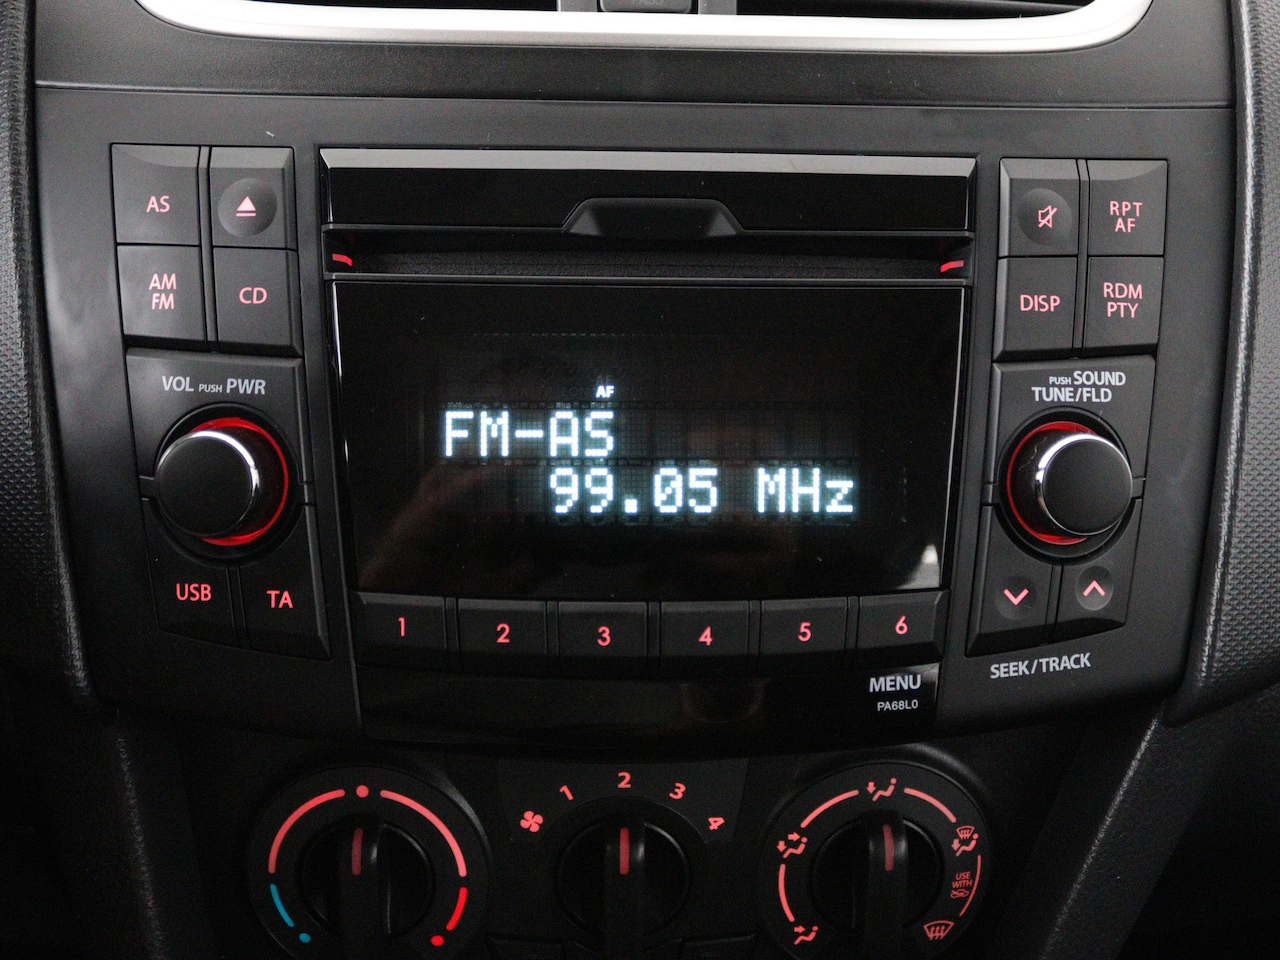 AS
AM
FM
CD
VOL PUSH PWR
USB
TA
AF
FM-AS
99.05 MHz
1 2 3 4 5 6
MENU
PA68L0
RPT
AF
DISP
RDM
PTY
PUSH SOUND
TUNE/FLD
SEEK/TRACK
1 2 3 4
USE
WITH